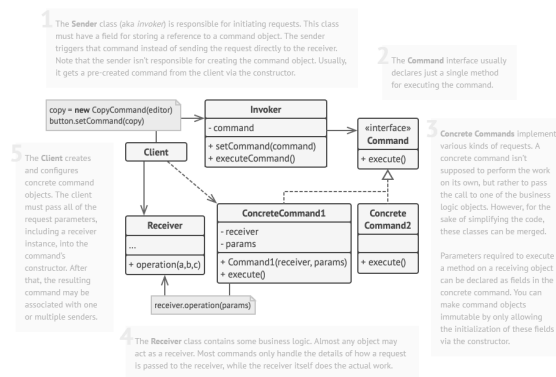 1
The Sender class (aka invoker) is responsible for initiating requests. This class
must have a field for storing a reference to a command object. The sender
triggers that command instead of sending the request directly to the receiver.
Note that the sender isn't responsible for creating the command object. Usually,
it gets a pre-created command from the client via the constructor.
2
The Command interface usually
declares just a single method
for executing the command.
copy = new CopyCommand(editor)
button.setCommand(copy)
Invoker
- command
+ setCommand(command)
+ executeCommand()
«interface»
Command
+ execute()
3
Concrete Commands implement
various kinds of requests. A
concrete command isn't
supposed to perform the work
on its own, but rather to pass
the call to one of the business
logic objects. However, for the
sake of simplifying the code,
these classes can be merged.
Parameters required to execute
a method on a receiving object
can be declared as fields in the
concrete command. You can
make command objects
immutable by only allowing
the initialization of these fields
via the constructor.
5
The Client creates
and configures
concrete command
objects. The client
must pass all of the
request parameters,
including a receiver
instance, into the
command's
constructor. After
that, the resulting
command may be
associated with one
or multiple senders.
Client
Receiver
...
+ operation(a,b,c)
ConcreteCommand1
- receiver
- params
+ Command1(receiver, params)
+ execute()
Concrete
Command2
+ execute()
receiver.operation(params)
4
The Receiver class contains some business logic. Almost any object may
act as a receiver. Most commands only handle the details of how a request
is passed to the receiver, while the receiver itself does the actual work.